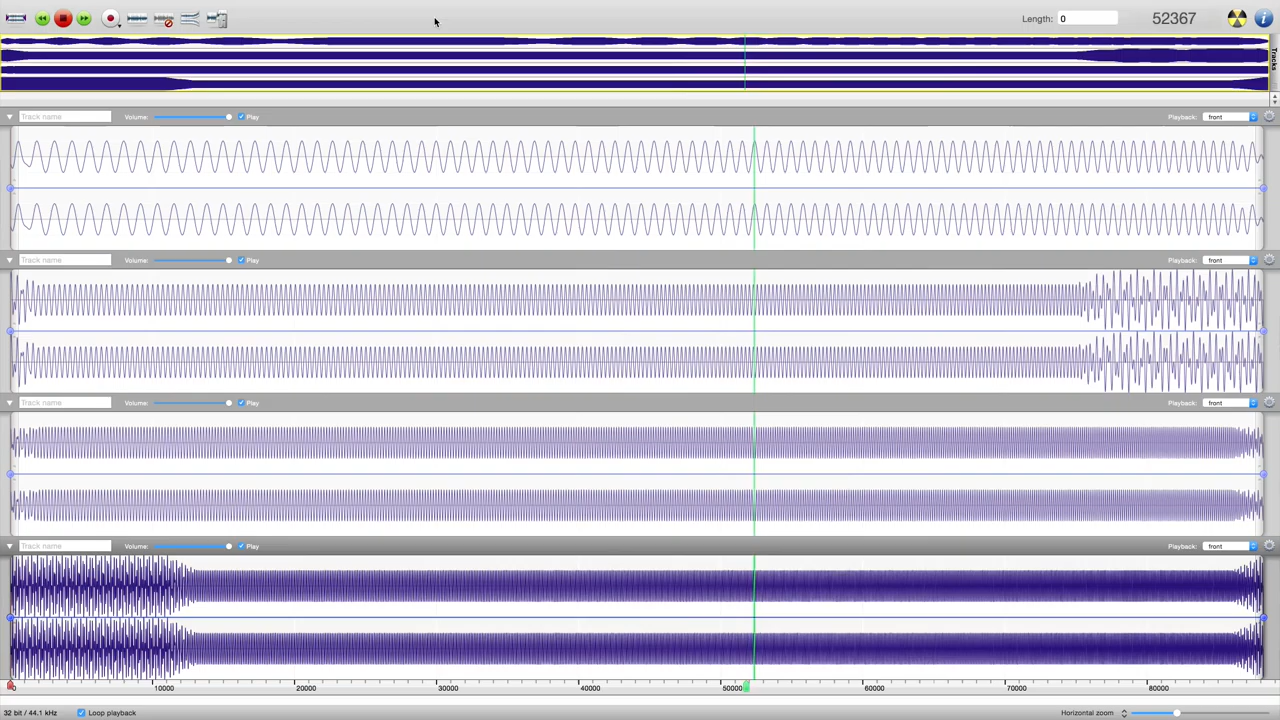 Length: 0 52367
Tracks
Track name Volume: Play Playback: front
Track name Volume: Play Playback: front
Track name Volume: Play Playback: front
Track name Volume: Play Playback: front
0 10000 20000 30000 40000 50000 60000 70000 80000
32 bit / 44.1 kHz Loop playback Horizontal zoom